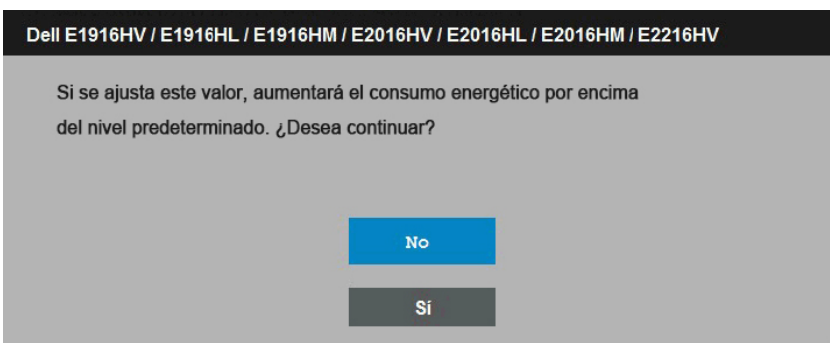 Dell E1916HV / E1916HL / E1916HM / E2016HV / E2016HL / E2016HM / E2216HV
Si se ajusta este valor, aumentará el consumo energético por encima
del nivel predeterminado. ¿Desea continuar?
No
Sí